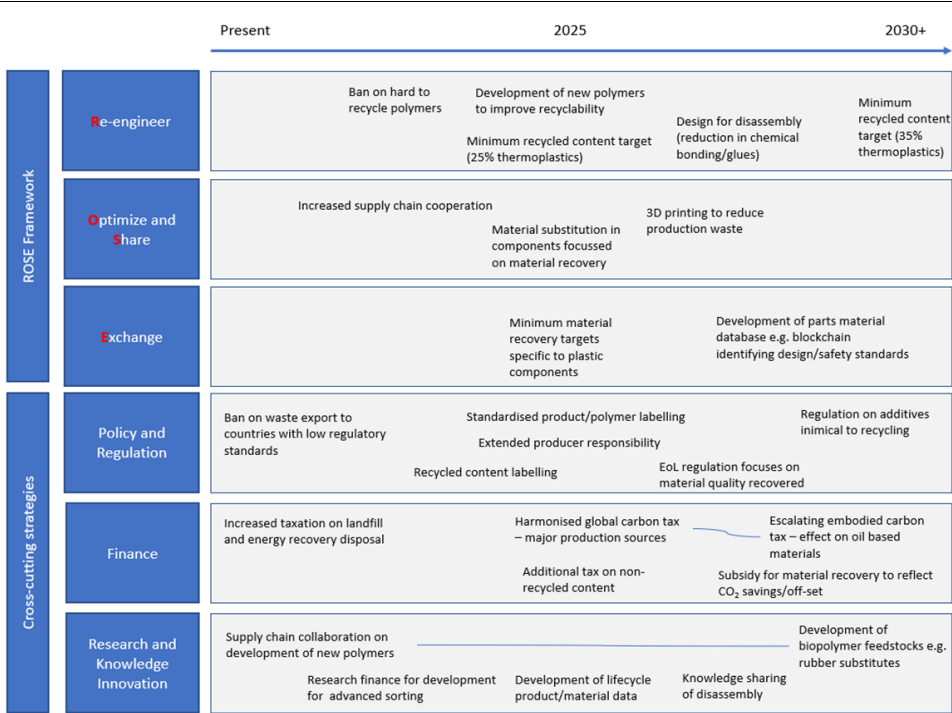 Present
2025
2030+
ROSE Framework
Re-engineer
Ban on hard to
recycle polymers
Development of new polymers
to improve recyclability
Minimum recycled content target
(25% thermoplastics)
Design for disassembly
(reduction in chemical
bonding/glues)
Minimum
recycled content
target (35%
thermoplastics)
Optimize and
Share
Increased supply chain cooperation
Material substitution in
components focussed
on material recovery
3D printing to reduce
production waste
Exchange
Minimum material
recovery targets
specific to plastic
components
Development of parts material
database e.g. blockchain
identifying design/safety standards
Cross-cutting strategies
Policy and
Regulation
Ban on waste export to
countries with low regulatory
standards
Standardised product/polymer labelling
Extended producer responsibility
Recycled content labelling
EoL regulation focuses on
material quality recovered
Regulation on additives
inimical to recycling
Finance
Increased taxation on landfill
and energy recovery disposal
Harmonised global carbon tax
– major production sources
Additional tax on non-
recycled content
Escalating embodied carbon
tax – effect on oil based
materials
Subsidy for material recovery to reflect
CO₂ savings/off-set
Research and
Knowledge
Innovation
Supply chain collaboration on
development of new polymers
Research finance for development
for advanced sorting
Development of lifecycle
product/material data
Knowledge sharing
of disassembly
Development of
biopolymer feedstocks e.g.
rubber substitutes